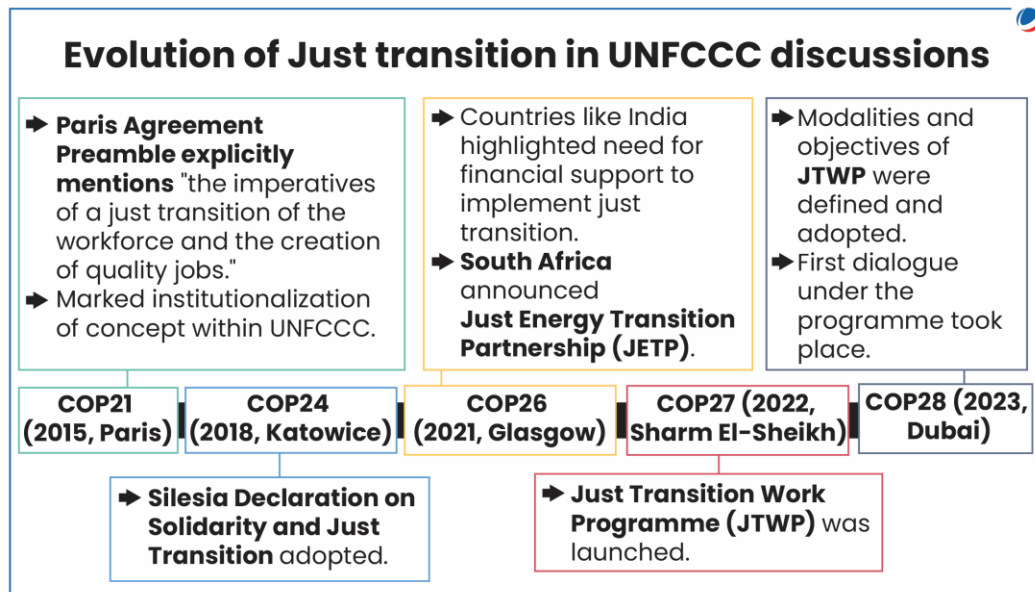 Evolution of Just transition in UNFCCC discussions
➔ Paris Agreement
Preamble explicitly
mentions "the imperatives
of a just transition of the
workforce and the creation
of quality jobs."
➔ Marked institutionalization
of concept within UNFCCC.
➔ Countries like India
highlighted need for
financial support to
implement just
transition.
➔ South Africa
announced
Just Energy Transition
Partnership (JETP).
➔ Modalities and
objectives of
JTWP were
defined and
adopted.
➔ First dialogue
under the
programme took
place.
COP21
(2015, Paris)
COP24
(2018, Katowice)
COP26
(2021, Glasgow)
COP27 (2022,
Sharm El-Sheikh)
COP28 (2023,
Dubai)
➔ Silesia Declaration on
Solidarity and Just
Transition adopted.
➔ Just Transition Work
Programme (JTWP) was
launched.